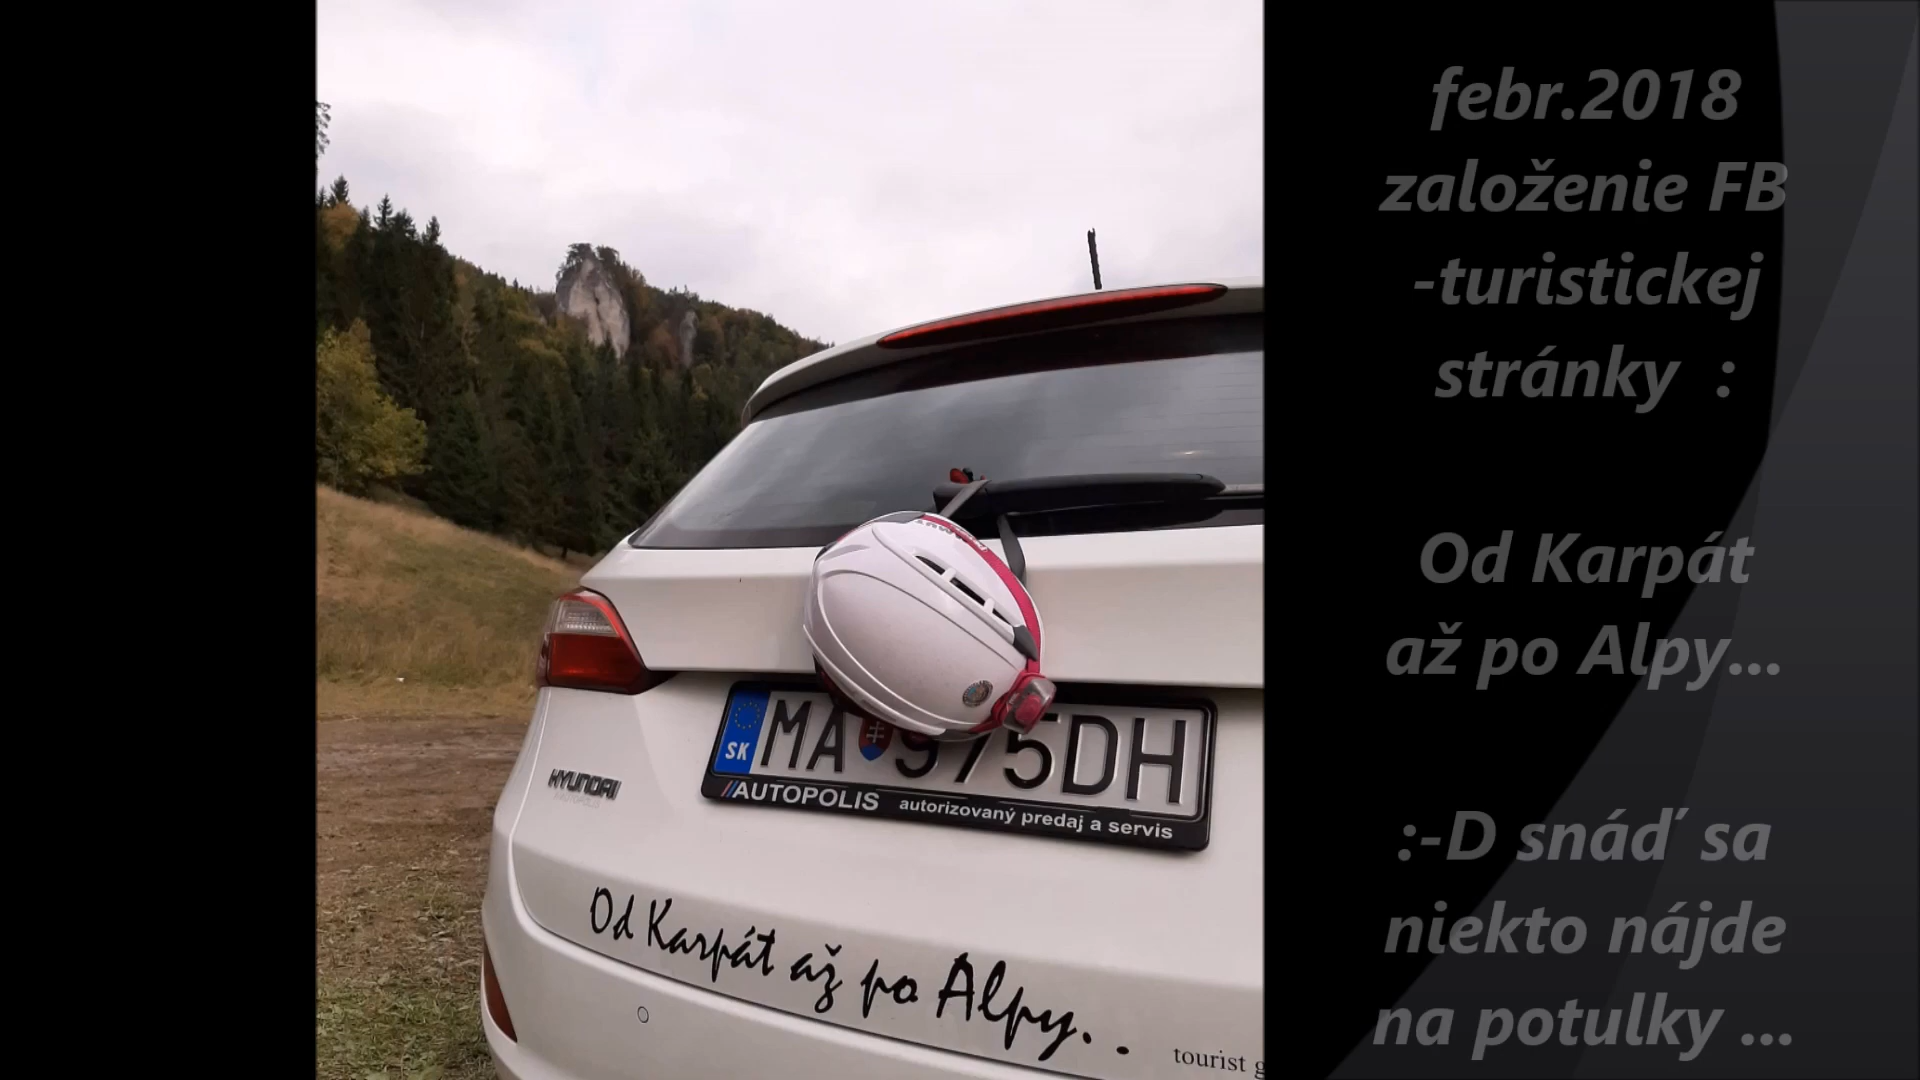 febr.2018
založenie FB
-turistickej
stránky :
Od Karpát
až po Alpy...
:-D snáď sa
niekto nájde
na potulky ...
SK MA 975DH
AUTOPOLIS autorizovaný predaj a servis
HYUNDAI
Od Karpát až po Alpy. .
tourist